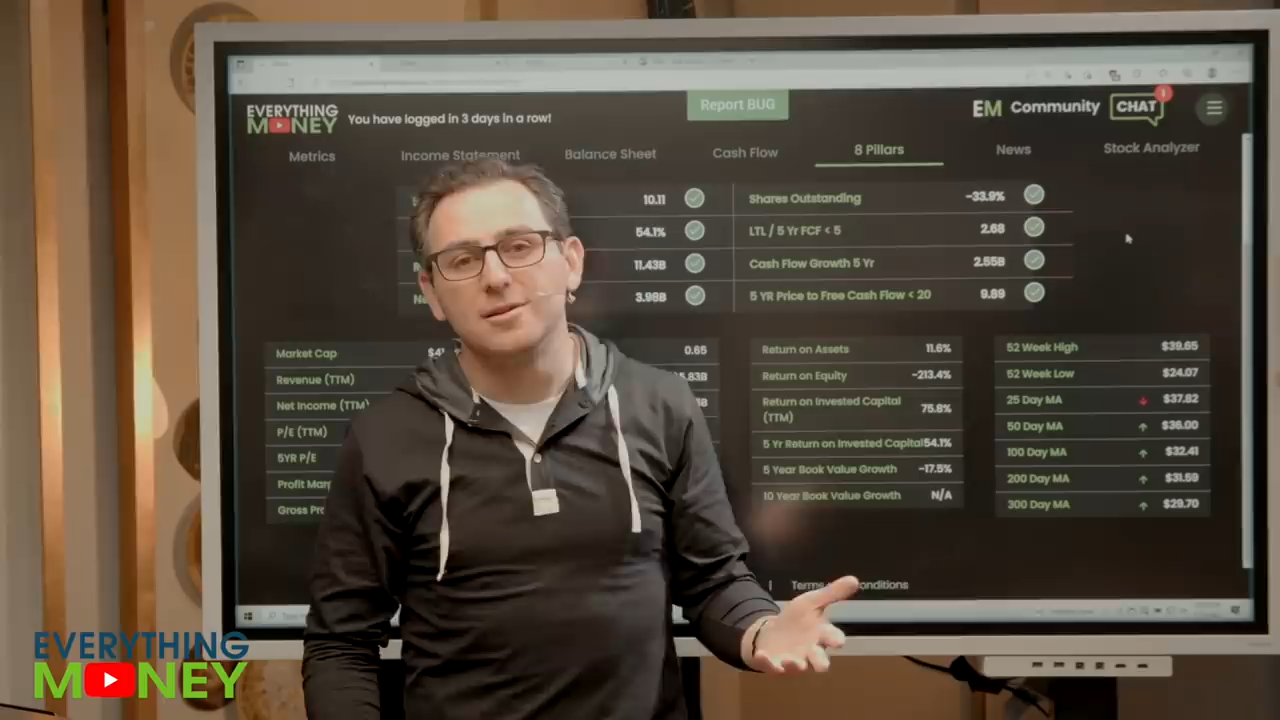 EVERYTHING
MONEY
You have logged in 3 days in a row!
Report BUG
EM Community
CHAT
1
Metrics
Income Statement
Balance Sheet
Cash Flow
8 Pillars
News
Stock Analyzer
10.11
54.1%
11.43B
3.98B
Shares Outstanding -33.9%
LTL / 5 Yr FCF < 5 2.68
Cash Flow Growth 5 Yr 2.55B
5 YR Price to Free Cash Flow < 20 9.89
Market Cap
Revenue (TTM)
Net Income (TTM)
P/E (TTM)
5YR P/E
Profit
Gross
0.65
Return on Assets 11.6%
Return on Equity -213.4%
Return on Invested Capital
(TTM) 75.8%
5 Yr Return on Invested Capital 54.1%
5 Year Book Value Growth -17.5%
10 Year Book Value Growth N/A
52 Week High $39.65
52 Week Low $24.07
25 Day MA $37.82
50 Day MA $36.00
100 Day MA $32.41
200 Day MA $31.59
300 Day MA $29.70
EVERYTHING
MONEY